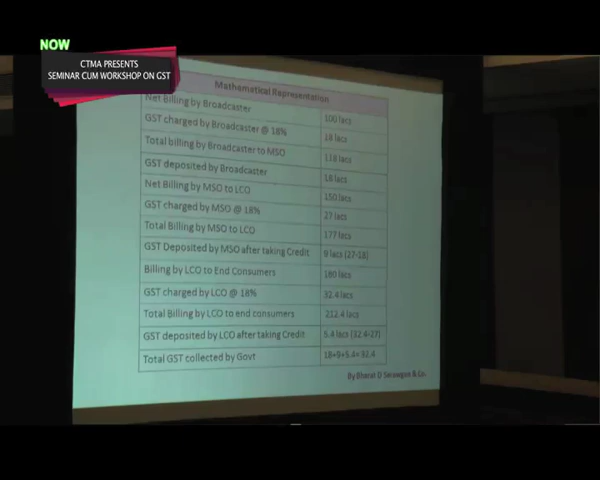 NOW
CTMA PRESENTS
SEMINAR CUM WORKSHOP ON GST
Mathematical Representation
Net Billing by Broadcaster 100 lacs
GST charged by Broadcaster @ 18% 18 lacs
Total billing by Broadcaster to MSO 118 lacs
GST deposited by Broadcaster 18 lacs
Net Billing by MSO to LCO 150 lacs
GST charged by MSO @ 18% 27 lacs
Total Billing by MSO to LCO 177 lacs
GST Deposited by MSO after taking Credit 9 lacs (27-18)
Billing by LCO to End Consumers 180 lacs
GST charged by LCO @ 18% 32.4 lacs
Total Billing by LCO to end consumers 212.4 lacs
GST deposited by LCO after taking Credit 5.4 lacs (32.4-27)
Total GST collected by Govt 18+9+5.4= 32.4
By Bharat D Sarawgee & Co.